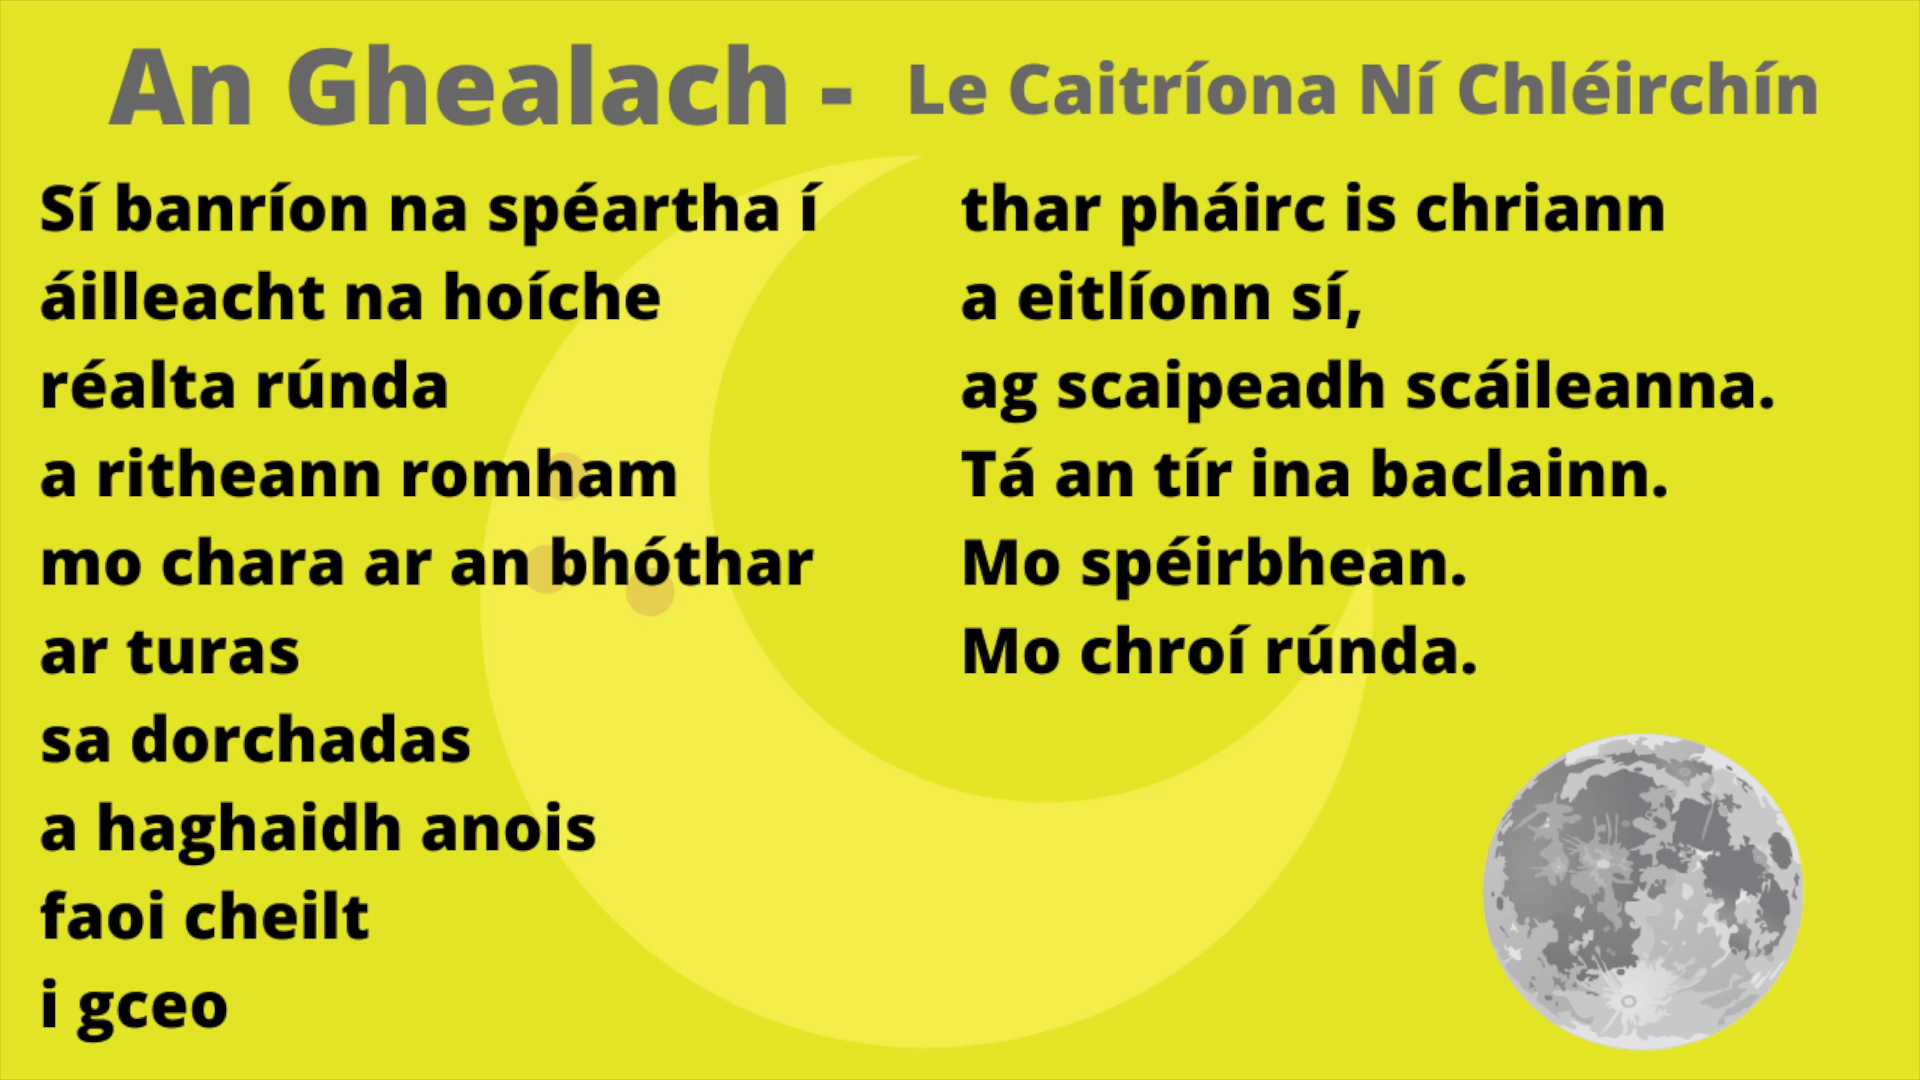 An Ghealach - Le Caitríona Ní Chléirchín
Sí banríon na spéartha í
áilleacht na hoíche
réalta rúnda
a ritheann romham
mo chara ar an bhóthar
ar turas
sa dorchadas
a haghaidh anois
faoi cheilt
i gceo
thar pháirc is chriann
a eitlíonn sí,
ag scaipeadh scáileanna.
Tá an tír ina baclainn.
Mo spéirbhean.
Mo chroí rúnda.